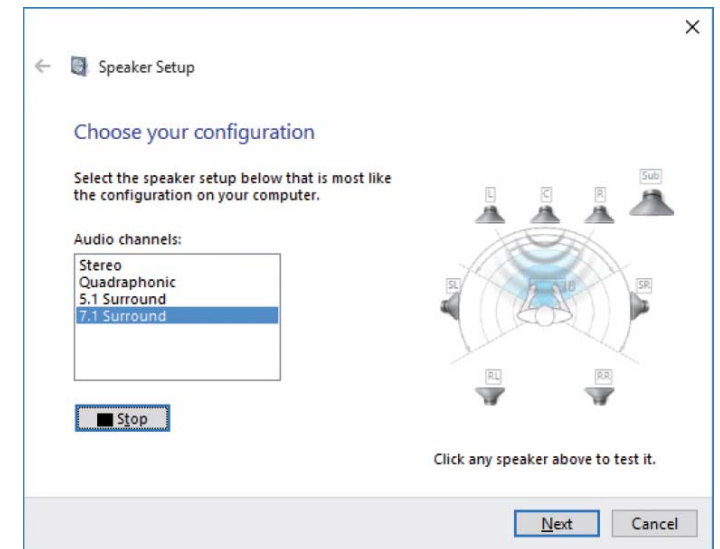 Speaker Setup
Choose your configuration
Select the speaker setup below that is most like
the configuration on your computer.
Audio channels:
Stereo
Quadraphonic
5.1 Surround
7.1 Surround
Stop
L
C
R
Sub
SL
SR
RL
RR
Click any speaker above to test it.
Next
Cancel